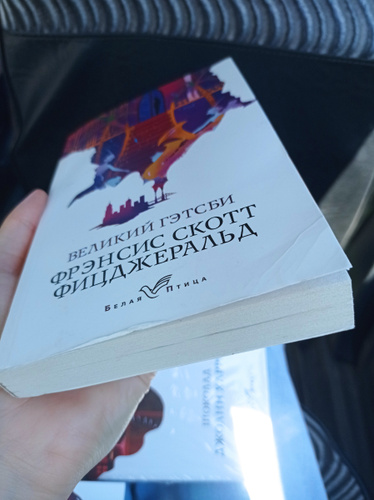 ВЕЛИКИЙ ГЭТСБИ
ФРЭНСИС СКОТТ
ФИЦДЖЕРАЛЬД
БЕЛАЯ ПТИЦА